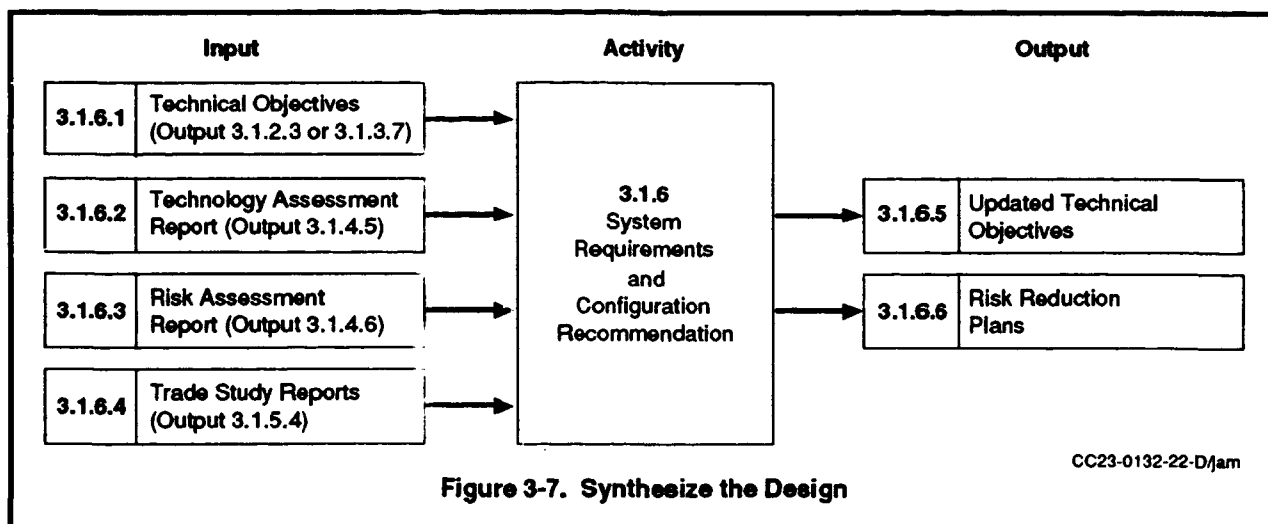 Input
Activity
Output
3.1.6.1
Technical Objectives
(Output 3.1.2.3 or 3.1.3.7)
3.1.6.2
Technology Assessment
Report (Output 3.1.4.5)
3.1.6.3
Risk Assessment
Report (Output 3.1.4.6)
3.1.6.4
Trade Study Reports
(Output 3.1.5.4)
3.1.6
System
Requirements
and
Configuration
Recommendation
3.1.6.5
Updated Technical
Objectives
3.1.6.6
Risk Reduction
Plans
CC23-0132-22-D/jam
Figure 3-7. Synthesize the Design